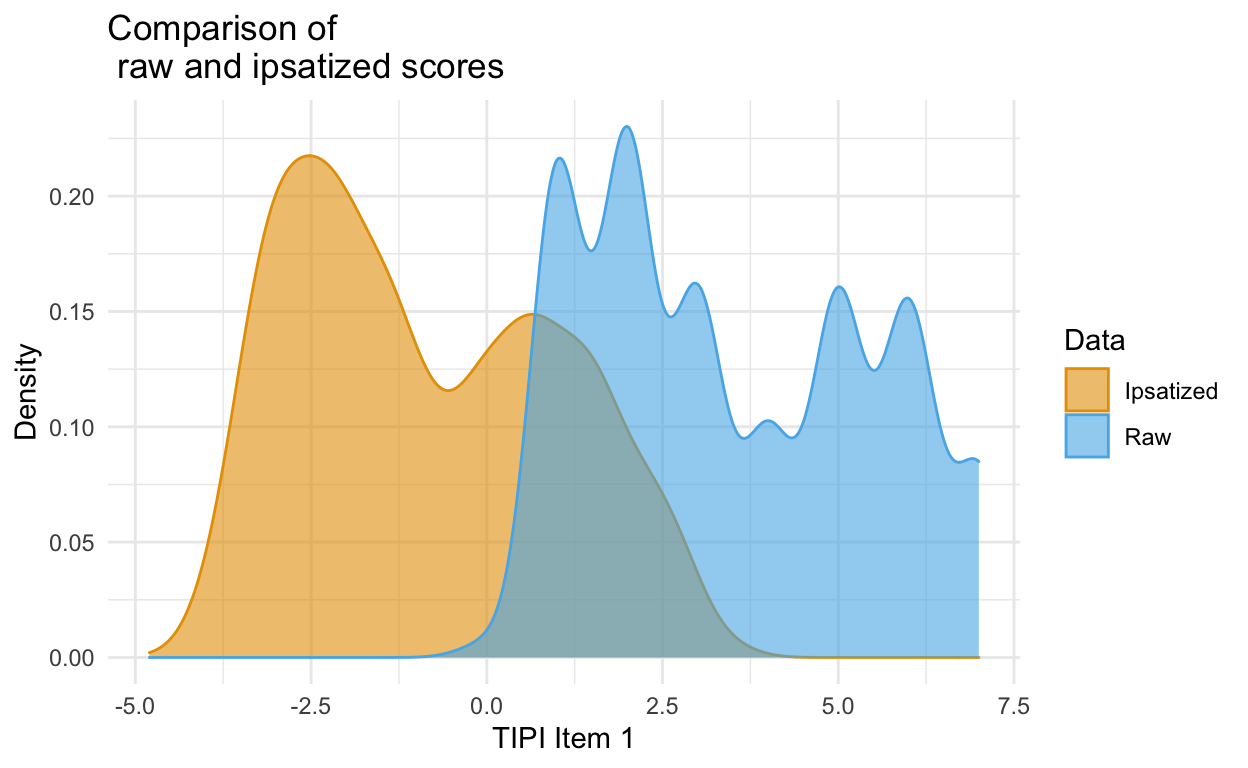 Comparison of
raw and ipsatized scores
Density
0.20
0.15
0.10
0.05
0.00
-5.0
-2.5
0.0
2.5
5.0
7.5
TIPI Item 1
Data
Ipsatized
Raw